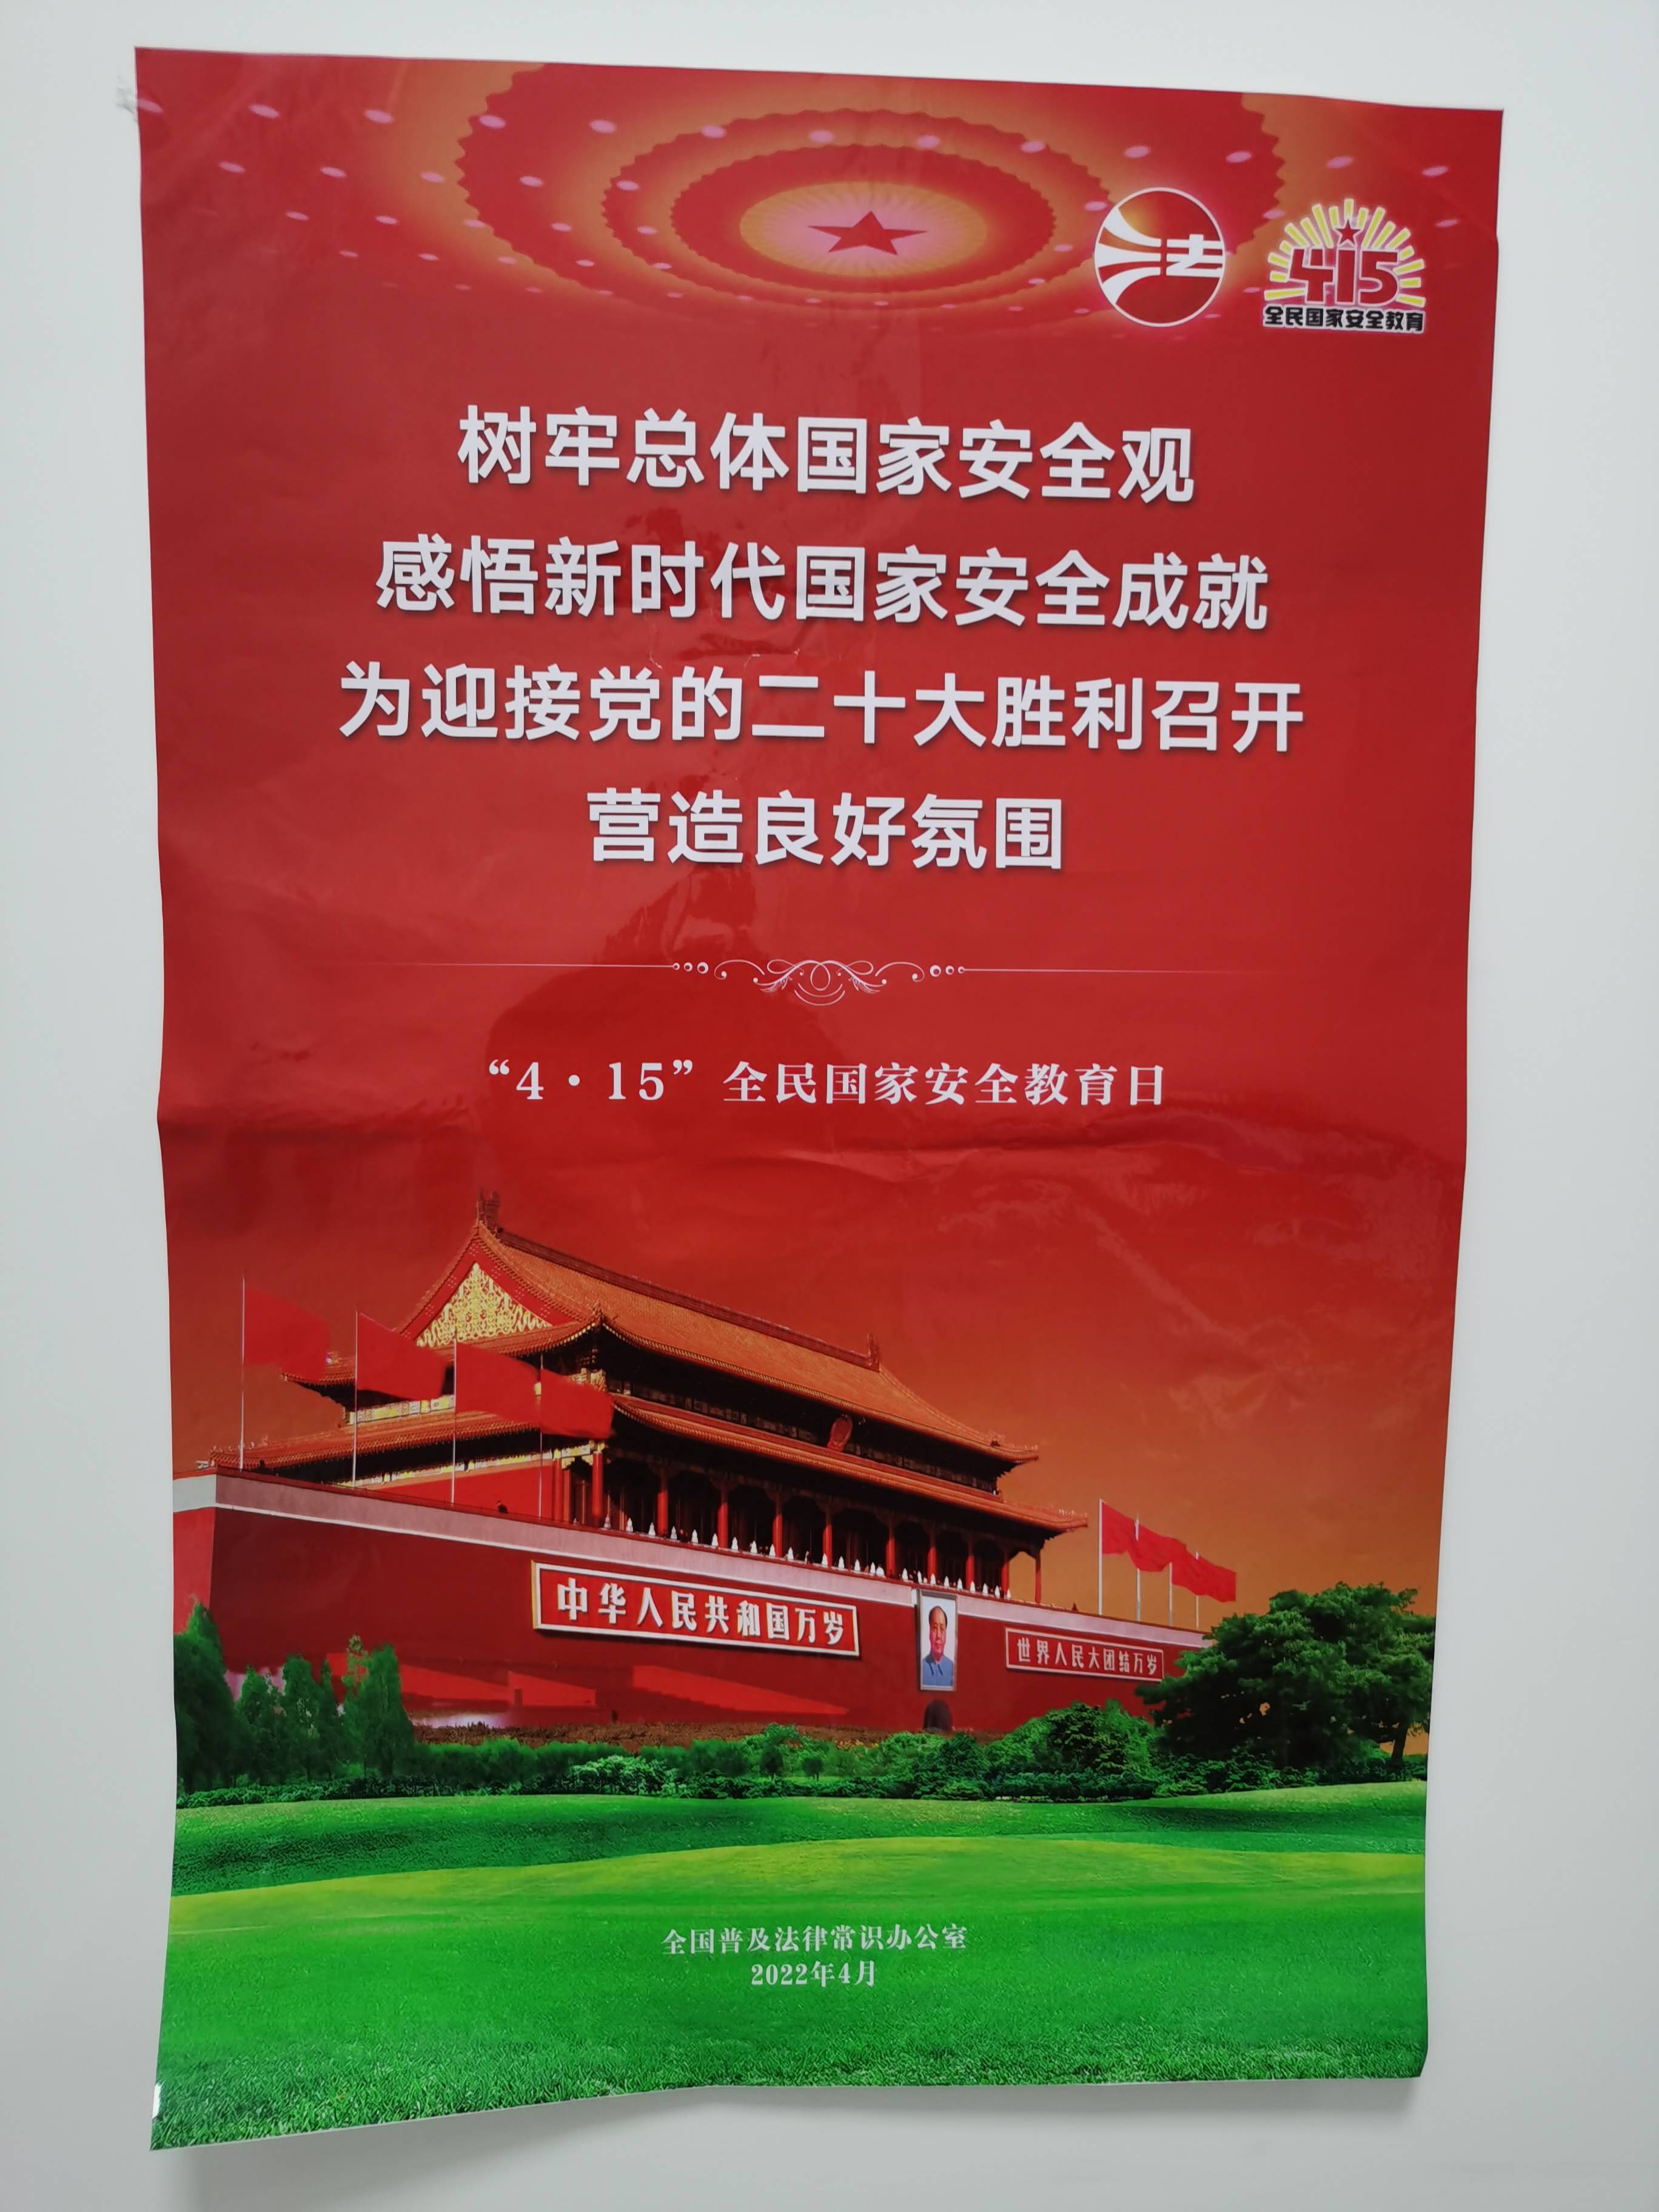 法
4·15
全民国家安全教育
树牢总体国家安全观
感悟新时代国家安全成就
为迎接党的二十大胜利召开
营造良好氛围
“4·15”全民国家安全教育日
中华人民共和国万岁
世界人民大团结万岁
全国普及法律常识办公室
2022年4月